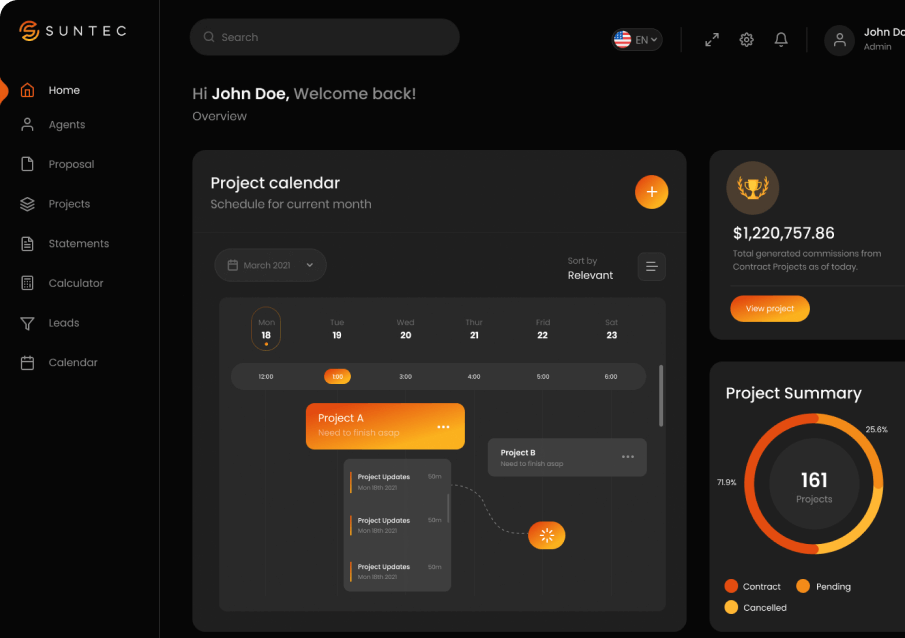 SUNTEC
Search
EN
John Do
Admin
Home
Agents
Proposal
Projects
Statements
Calculator
Leads
Calendar
Hi John Doe, Welcome back!
Overview
Project calendar
Schedule for current month
+
March 2021
Sort by
Relevant
Mon Tue Wed Thur Frid Sat
18 19 20 21 22 23
12:00 1:00 3:00 4:00 5:00 6:00
Project A
Need to finish asap
Project B
Need to finish asap
Project Updates 50m
Mon 18th 2021
Project Updates 50m
Mon 18th 2021
Project Updates 50m
Mon 18th 2021
$1,220,757.86
Total generated commissions from
Contract Projects as of today.
View project
Project Summary
25.6%
71.9%
161
Projects
Contract
Pending
Cancelled